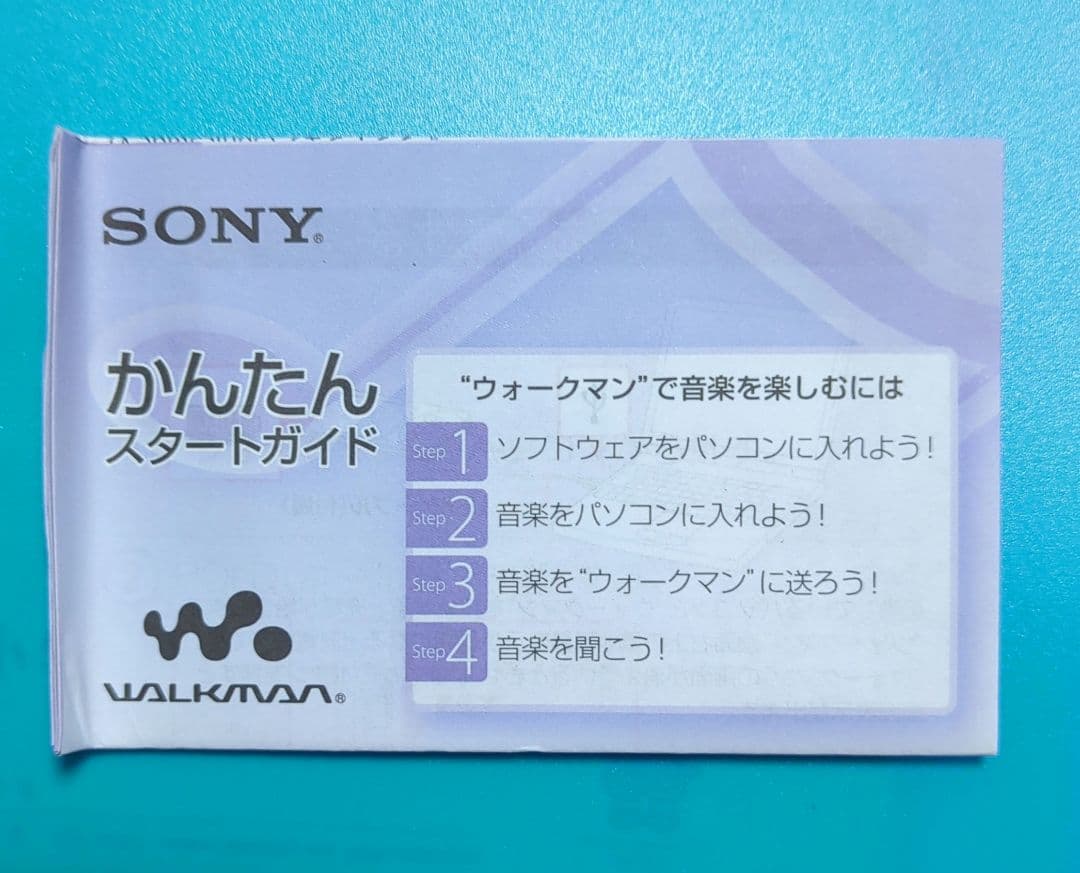 SONY®
かんたん
スタートガイド
WALKMAN®
“ウォークマン”で音楽を楽しむには
Step 1 ソフトウェアをパソコンに入れよう!
Step 2 音楽をパソコンに入れよう!
Step 3 音楽を“ウォークマン”に送ろう!
Step 4 音楽を聞こう!